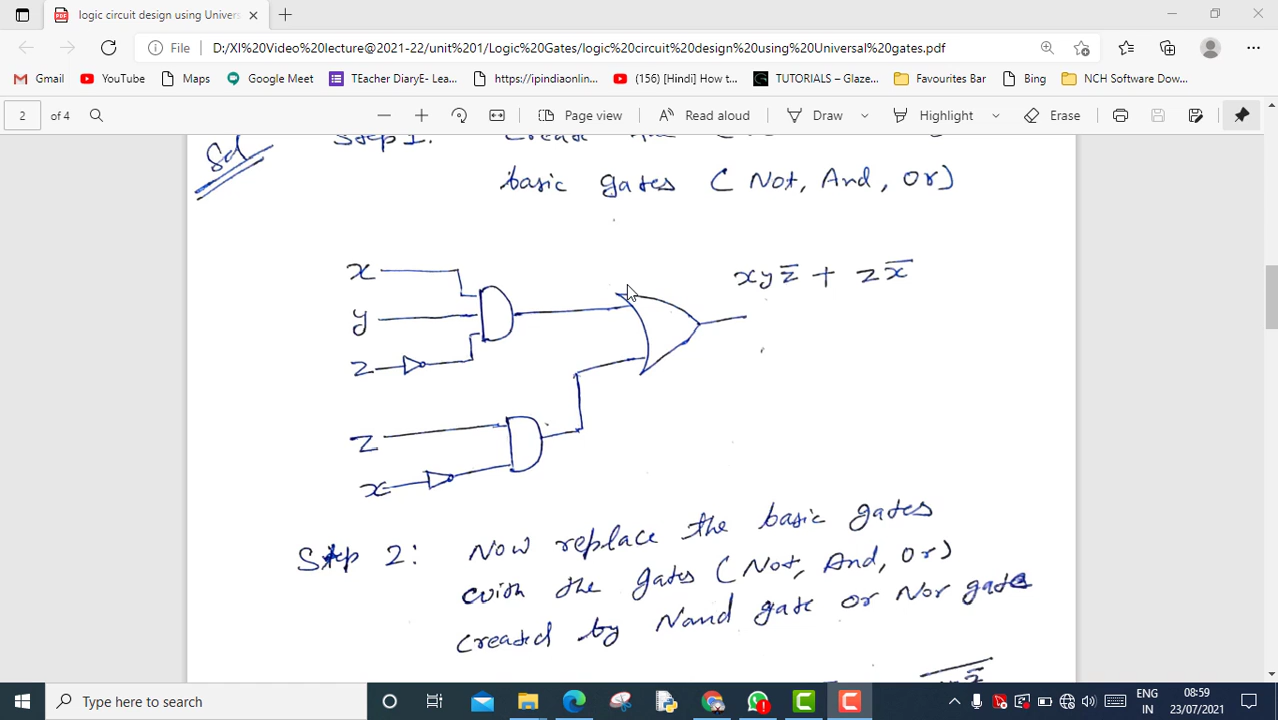 logic circuit design using Univer
File
D:/XI%20Video%20lecture@2021-22/unit%201/Logic%20Gates/logic%20circuit%20design%20using%20Universal%20gates.pdf
Gmail YouTube Maps Google Meet TEacher DiaryE- Lea... https://ipindiaonlin... (156) [Hindi] How t... TUTORIALS – Glaze... Favourites Bar Bing NCH Software Dow...
2 of 4 Page view Read aloud Draw Highlight Erase
Sol Step 1.
basic gates ( Not, And, Or)
x
xyz̅ + zx̅
y
z
z
x
Step 2: Now replace the basic gates
with the gates (Not, And, Or)
created by Nand gate or Nor gate
Type here to search
ENG
IN
08:59
23/07/2021